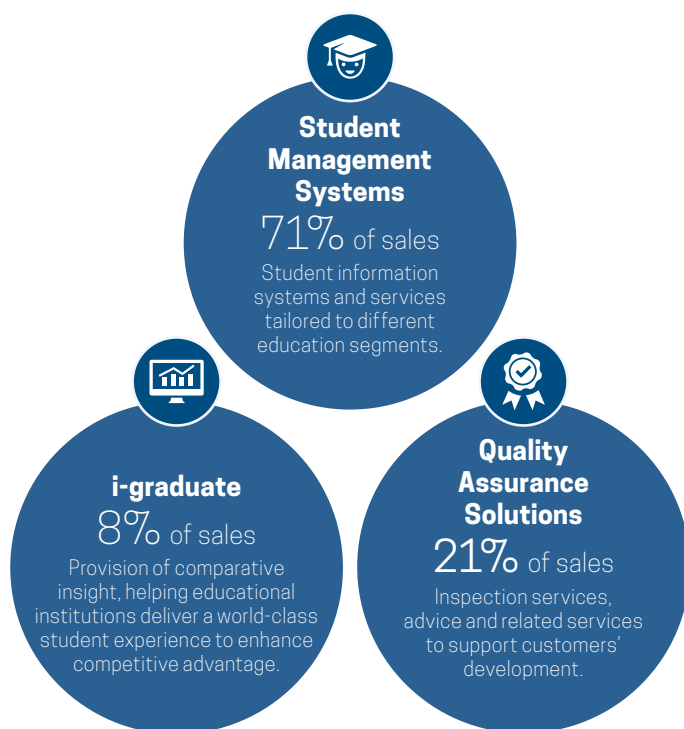 Student
Management
Systems
71% of sales
Student information
systems and services
tailored to different
education segments.
i-graduate
8% of sales
Provision of comparative
insight, helping educational
institutions deliver a world-class
student experience to enhance
competitive advantage.
Quality
Assurance
Solutions
21% of sales
Inspection services,
advice and related services
to support customers’
development.